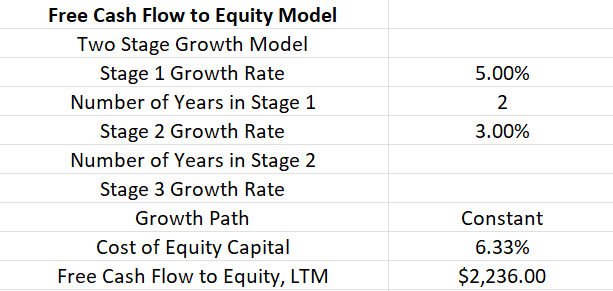 Free Cash Flow to Equity Model
Two Stage Growth Model
Stage 1 Growth Rate 5.00%
Number of Years in Stage 1 2
Stage 2 Growth Rate 3.00%
Number of Years in Stage 2
Stage 3 Growth Rate
Growth Path Constant
Cost of Equity Capital 6.33%
Free Cash Flow to Equity, LTM $2,236.00